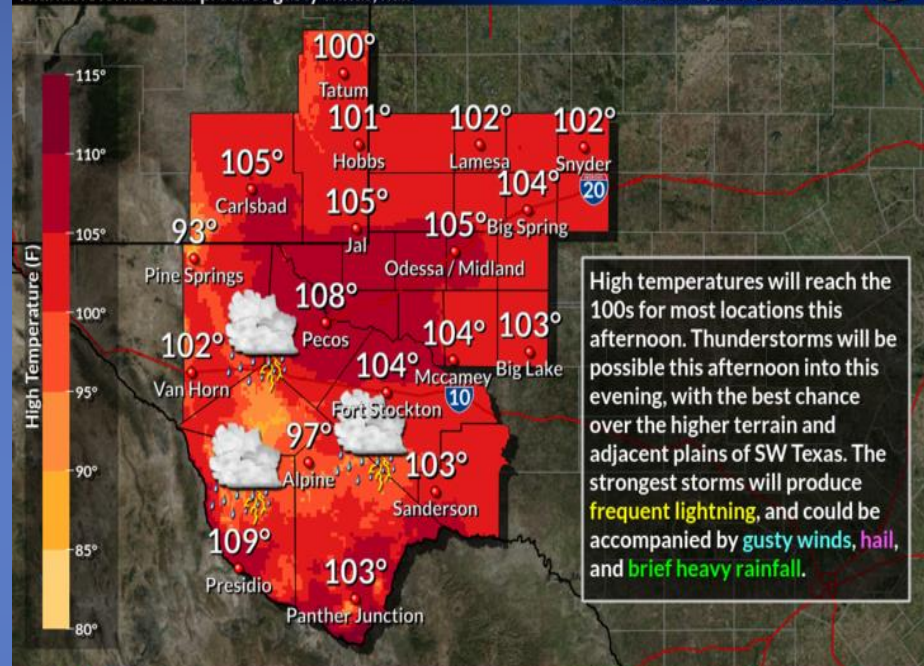 115°
110°
105°
100°
95°
90°
85°
80°
High Temperature (F)
100°
Tatum
101°
Hobbs
102°
Lamesa
102°
Snyder
20
105°
Carlsbad
105°
Jal
104°
Big Spring
93°
Pine Springs
105°
Odessa / Midland
108°
Pecos
102°
Van Horn
104°
Mccamey
103°
Big Lake
104°
Fort Stockton
10
97°
Alpine
103°
Sanderson
109°
Presidio
103°
Panther Junction
High temperatures will reach the
100s for most locations this
afternoon. Thunderstorms will be
possible this afternoon into this
evening, with the best chance
over the higher terrain and
adjacent plains of SW Texas. The
strongest storms will produce
frequent lightning, and could be
accompanied by gusty winds, hail,
and brief heavy rainfall.